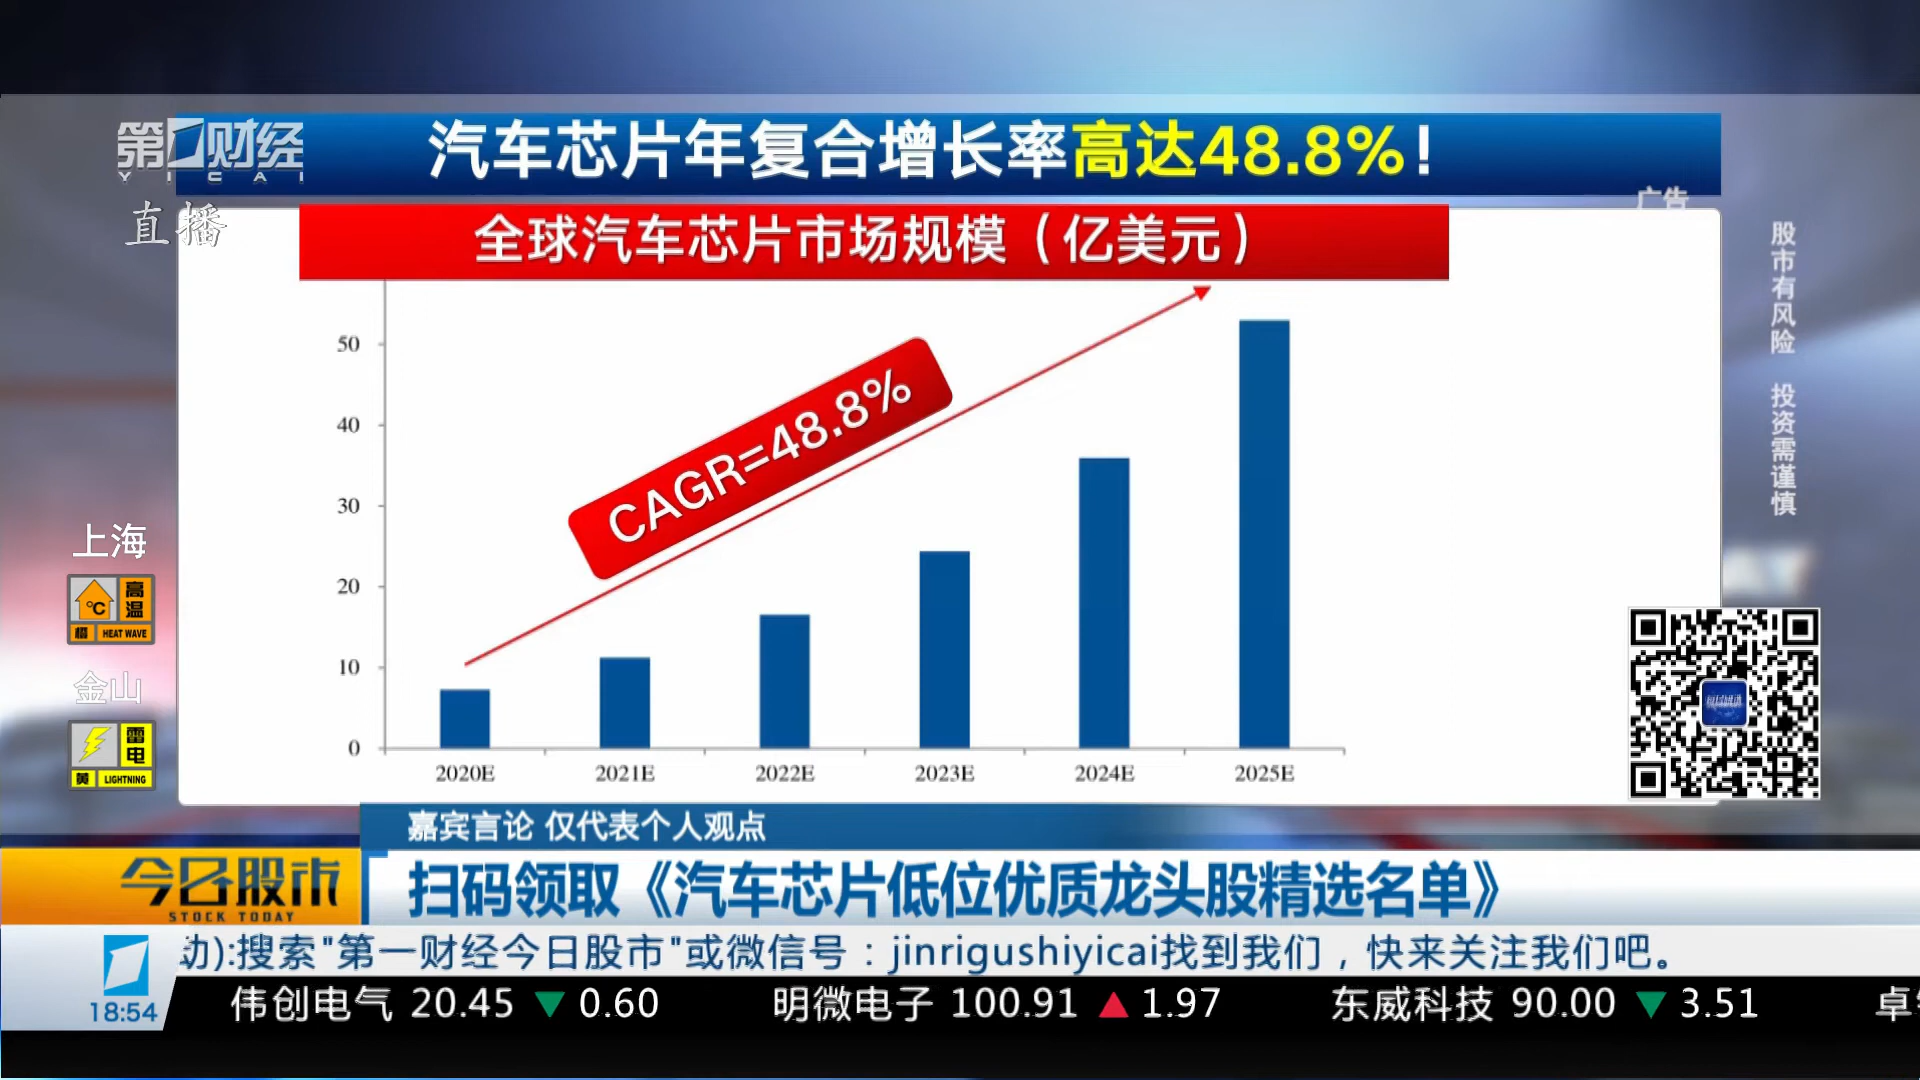 第一财经
YICAI
直播
汽车芯片年复合增长率高达48.8%!
广告
全球汽车芯片市场规模（亿美元）
股市有风险 投资需谨慎
50
40
30
20
10
0
CAGR=48.8%
2020E
2021E
2022E
2023E
2024E
2025E
上海
℃
高温
橙
HEAT WAVE
金山
雷电
黄
LIGHTNING
嘉宾言论 仅代表个人观点
今日股市
STOCK TODAY
扫码领取《汽车芯片低位优质龙头股精选名单》
动):搜索"第一财经今日股市"或微信号：jinrigushiyicai找到我们，快来关注我们吧。
18:54
伟创电气 20.45 ▼ 0.60 明微电子 100.91 ▲ 1.97 东威科技 90.00 ▼ 3.51